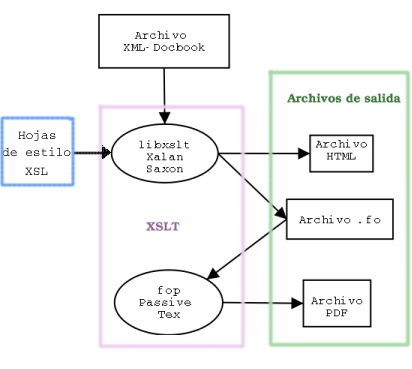 Archivo
XML-Docbook
Archivos de salida
Hojas
de estilo
XSL
libxslt
Xalan
Saxon
Archivo
HTML
XSLT
Archivo .fo
fop
Passive
Tex
Archivo
PDF